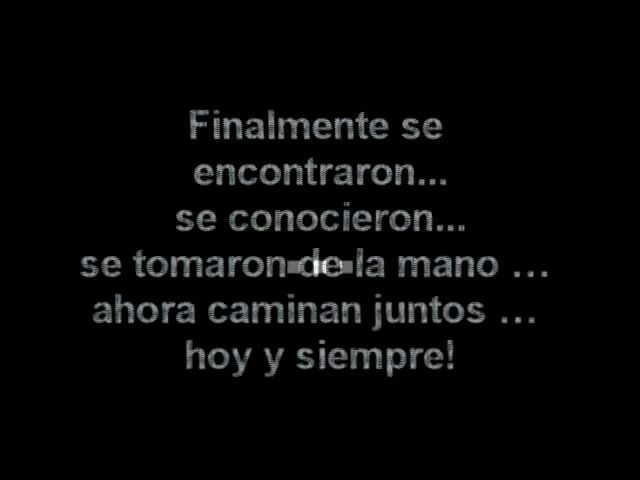 Finalmente se
encontraron...
se conocieron...
se tomaron de la mano ...
ahora caminan juntos ...
hoy y siempre!